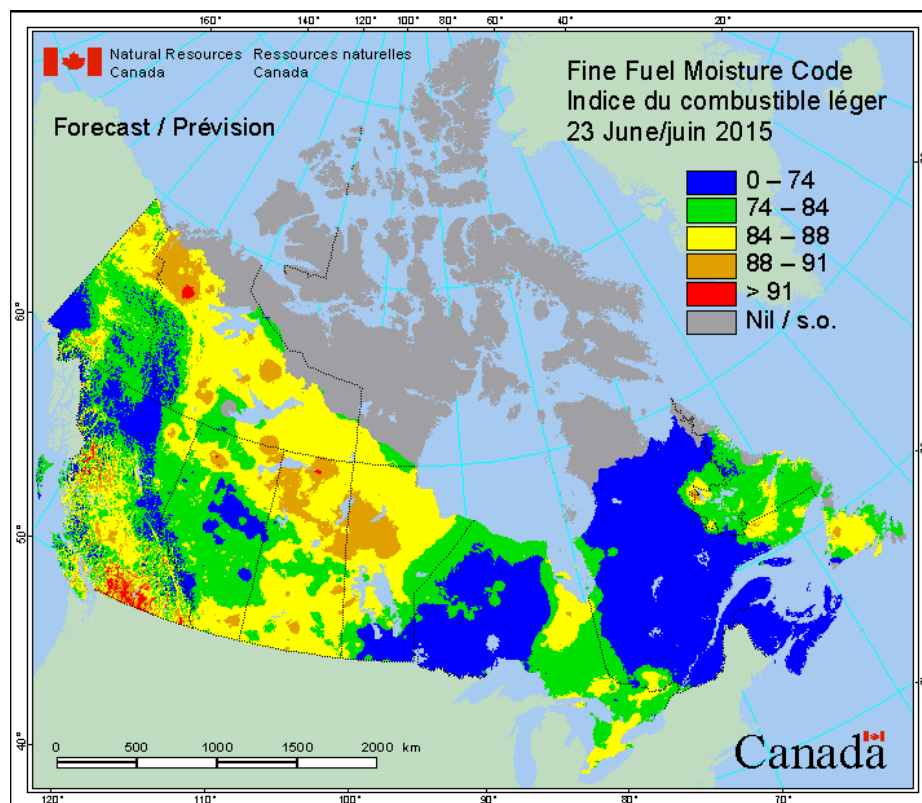 160° 140° 120° 100° 80° 60° 40° 20°
Natural Resources Ressources naturelles
Canada Canada
Forecast / Prévision
Fine Fuel Moisture Code
Indice du combustible léger
23 June/juin 2015
0 – 74
74 – 84
84 – 88
88 – 91
> 91
Nil / s.o.
60°
50°
40°
0 500 1000 1500 2000 km
Canada
120° 110° 100° 90° 80° 70°